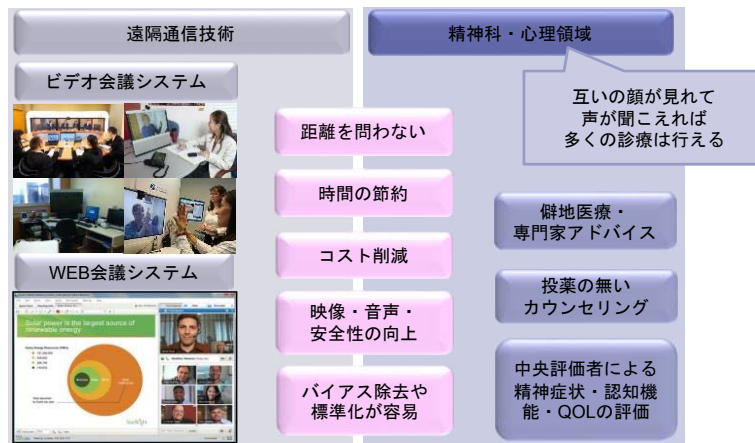 遠隔通信技術
精神科・心理領域
ビデオ会議システム
互いの顔が見れて
声が聞こえれば
多くの診療は行える
距離を問わない
時間の節約
コスト削減
映像・音声・
安全性の向上
バイアス除去や
標準化が容易
僻地医療・
専門家アドバイス
投薬の無い
カウンセリング
中央評価者による
精神症状・認知機
能・QOLの評価
WEB会議システム
Solar power is the largest source of
renewable energy